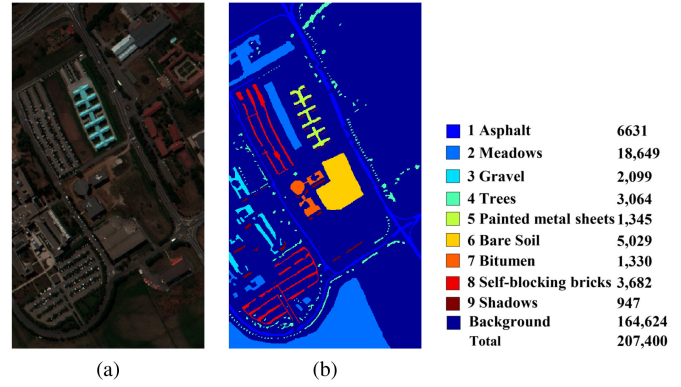 1 Asphalt 6631
2 Meadows 18,649
3 Gravel 2,099
4 Trees 3,064
5 Painted metal sheets 1,345
6 Bare Soil 5,029
7 Bitumen 1,330
8 Self-blocking bricks 3,682
9 Shadows 947
Background 164,624
Total 207,400
(a) (b)